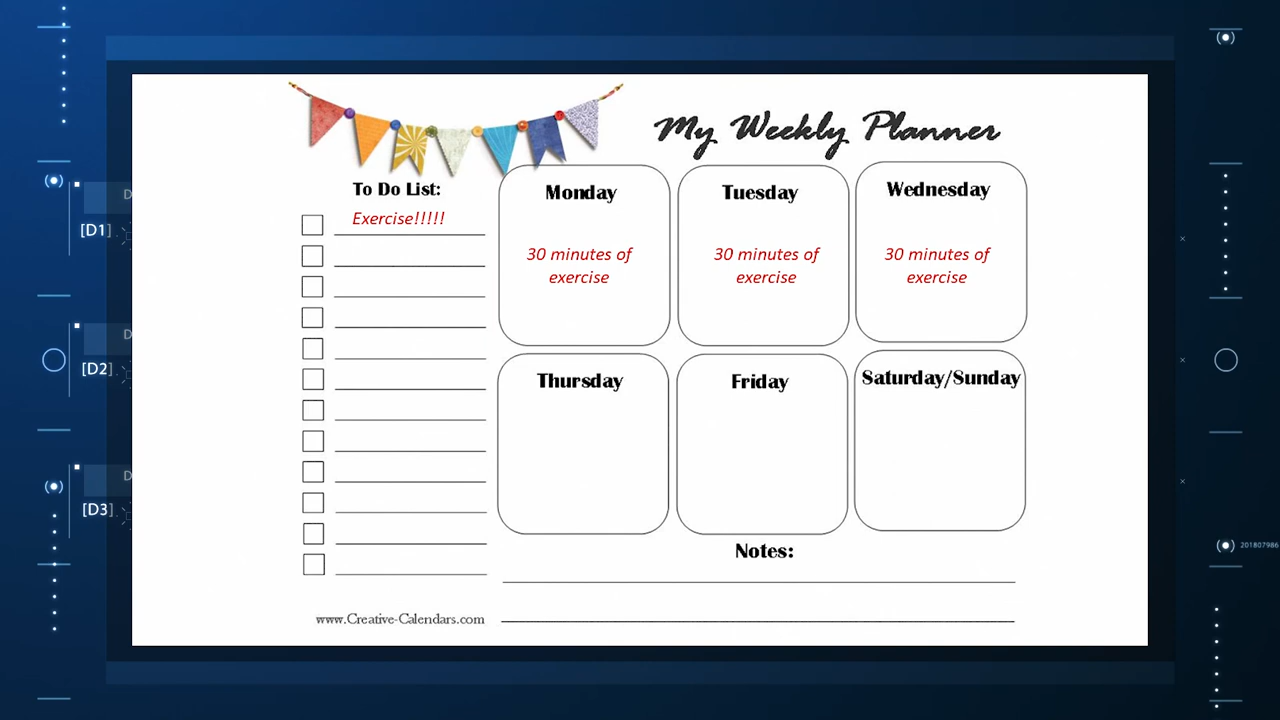 My Weekly Planner
To Do List:
Exercise!!!!!
Monday
30 minutes of
exercise
Tuesday
30 minutes of
exercise
Wednesday
30 minutes of
exercise
Thursday
Friday
Saturday/Sunday
Notes:
www.Creative-Calendars.com
D
[D1]
D
[D2]
D
[D3]
201807986